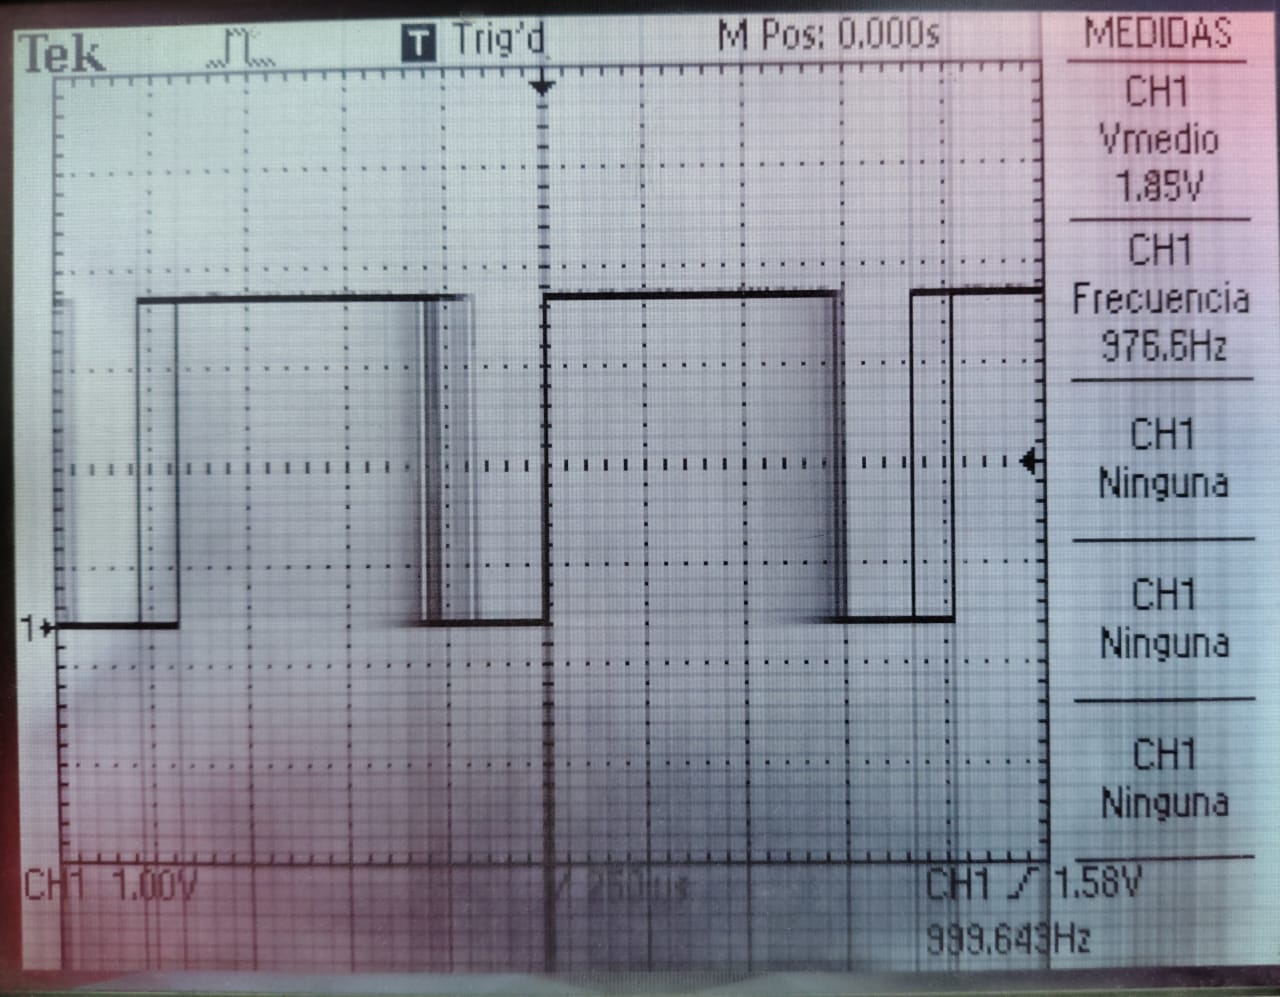 Tek T Trig'd M Pos: 0.000s MEDIDAS
CH1
Vmedio
1.85V
CH1
Frecuencia
976.6Hz
CH1
Ninguna
1
CH1
Ninguna
CH1
Ninguna
CH1 1.00V 250µs CH1 1.58V
999.643Hz